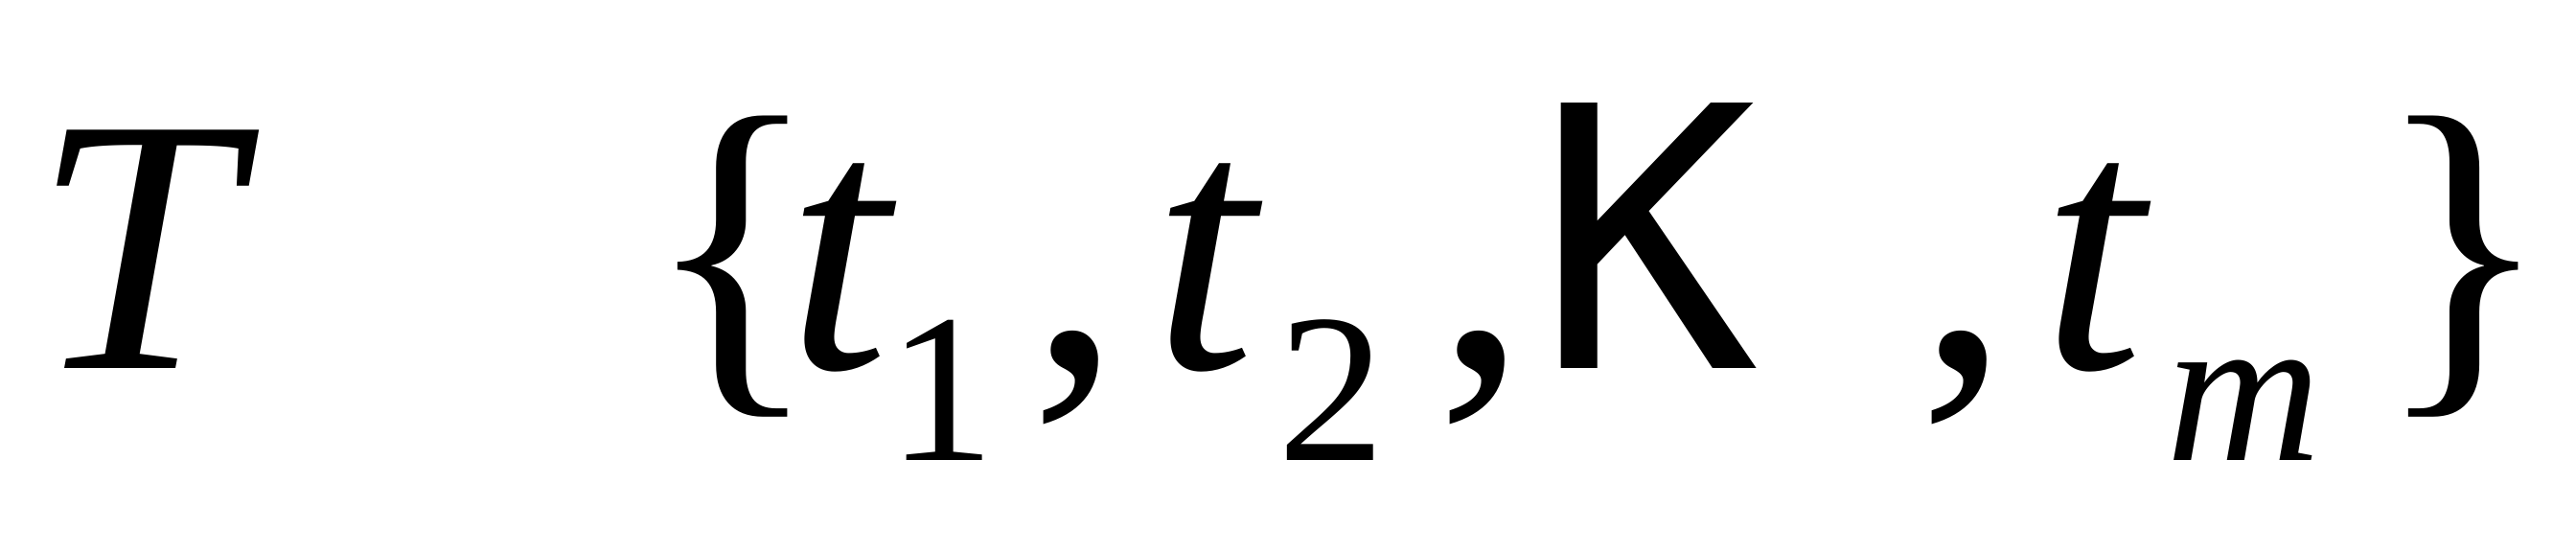 T {t₁,t₂,K ,tₘ}